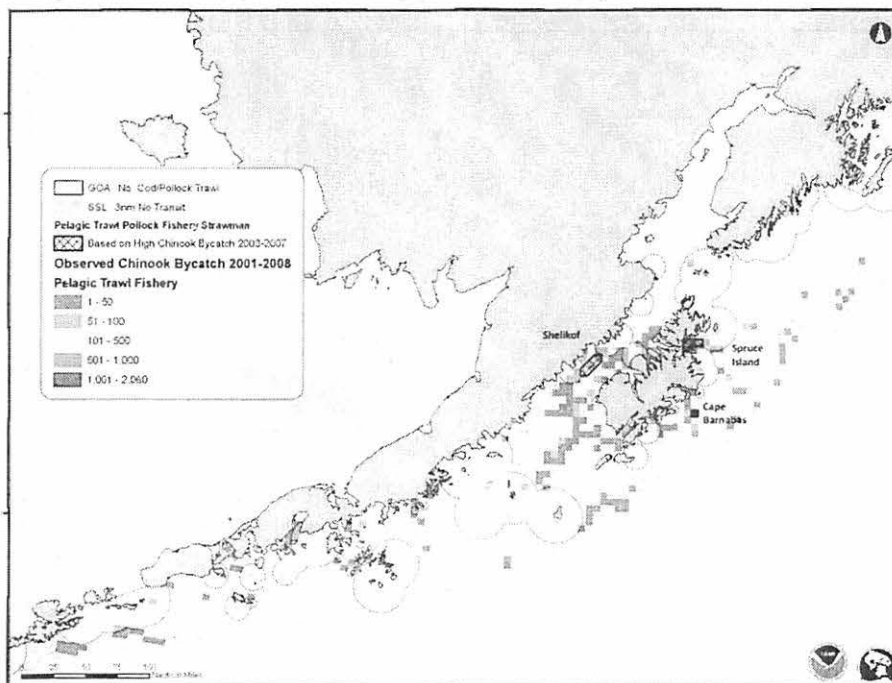 GOA No Cod/Pollock Trawl
SSL 3nm No Transit
Pelagic Trawl Pollock Fishery Strawman
Based on High Chinook Bycatch 2003-2007
Observed Chinook Bycatch 2001-2008
Pelagic Trawl Fishery
1 - 50
51 - 100
101 - 500
501 - 1,000
1,001 - 2,060
Shelikof
Spruce
Island
Cape
Barnabas
Nautical Miles